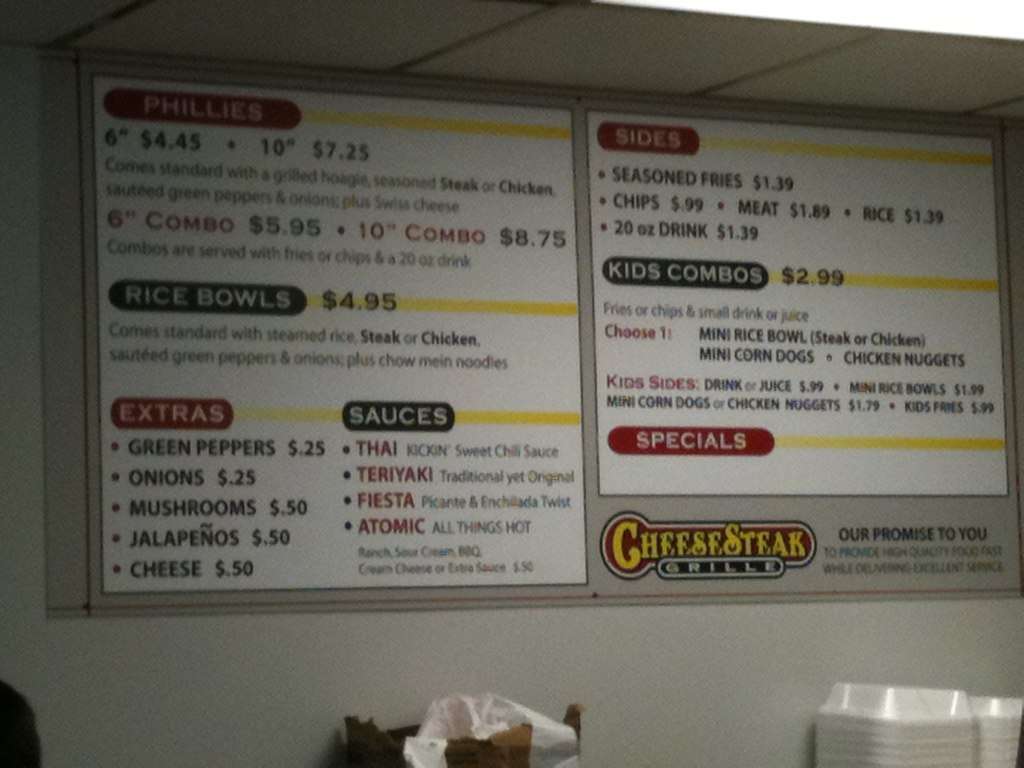 PHILLIES
6" $4.45 • 10" $7.25
Comes standard with a grilled hoagie, seasoned Steak or Chicken,
sautéed green peppers & onions; plus Swiss cheese
6" COMBO $5.95 • 10" COMBO $8.75
Combos are served with fries or chips & a 20 oz drink
RICE BOWLS $4.95
Comes standard with steamed rice, Steak or Chicken,
sautéed green peppers & onions; plus chow mein noodles
EXTRAS
• GREEN PEPPERS $.25
• ONIONS $.25
• MUSHROOMS $.50
• JALAPEÑOS $.50
• CHEESE $.50
SAUCES
• THAI KICKIN' Sweet Chili Sauce
• TERIYAKI Traditional yet Original
• FIESTA Picante & Enchilada Twist
• ATOMIC ALL THINGS HOT
Ranch, Sour Cream, BBQ,
Cream Cheese or Extra Sauce $.50
SIDES
• SEASONED FRIES $1.39
• CHIPS $.99 • MEAT $1.89 • RICE $1.39
• 20 oz DRINK $1.39
KIDS COMBOS $2.99
Fries or chips & small drink or juice
Choose 1: MINI RICE BOWL (Steak or Chicken)
MINI CORN DOGS • CHICKEN NUGGETS
KIDS SIDES: DRINK or JUICE $.99 • MINI RICE BOWLS $1.99
MINI CORN DOGS or CHICKEN NUGGETS $1.79 • KIDS FRIES $.99
SPECIALS
CHEESESTEAK
GRILLE
OUR PROMISE TO YOU
TO PROVIDE HIGH QUALITY FOOD FAST
WHILE DELIVERING EXCELLENT SERVICE